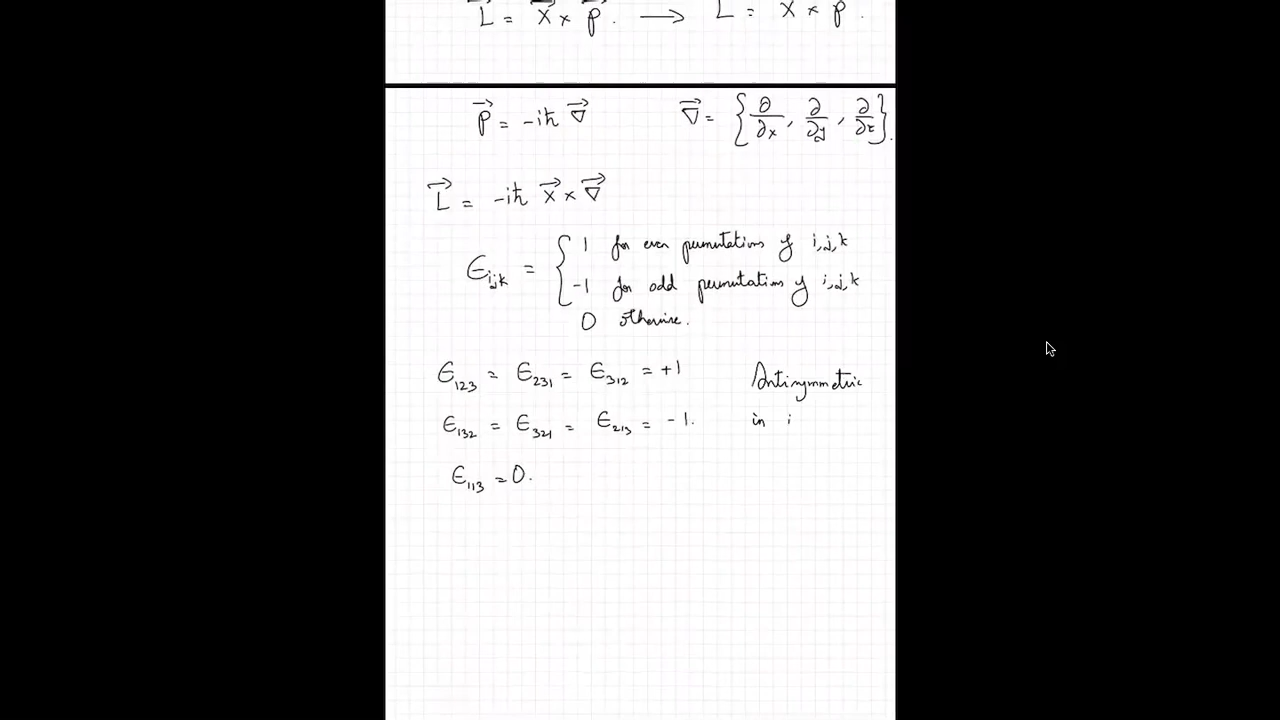 L⃗ = X⃗ × P⃗ . ⟶ L = X × P .
P⃗ = -iħ ∇⃗ ∇⃗ = { ∂/∂x , ∂/∂y , ∂/∂z } .
L⃗ = -iħ X⃗ × ∇⃗
ϵ_ijk = { 1 for even permutations of i,j,k
-1 for odd permutations of i,j,k
0 otherwise.
ϵ_123 = ϵ_231 = ϵ_312 = +1 Antisymmetric
ϵ_132 = ϵ_321 = ϵ_213 = -1. in i
ϵ_113 = 0.